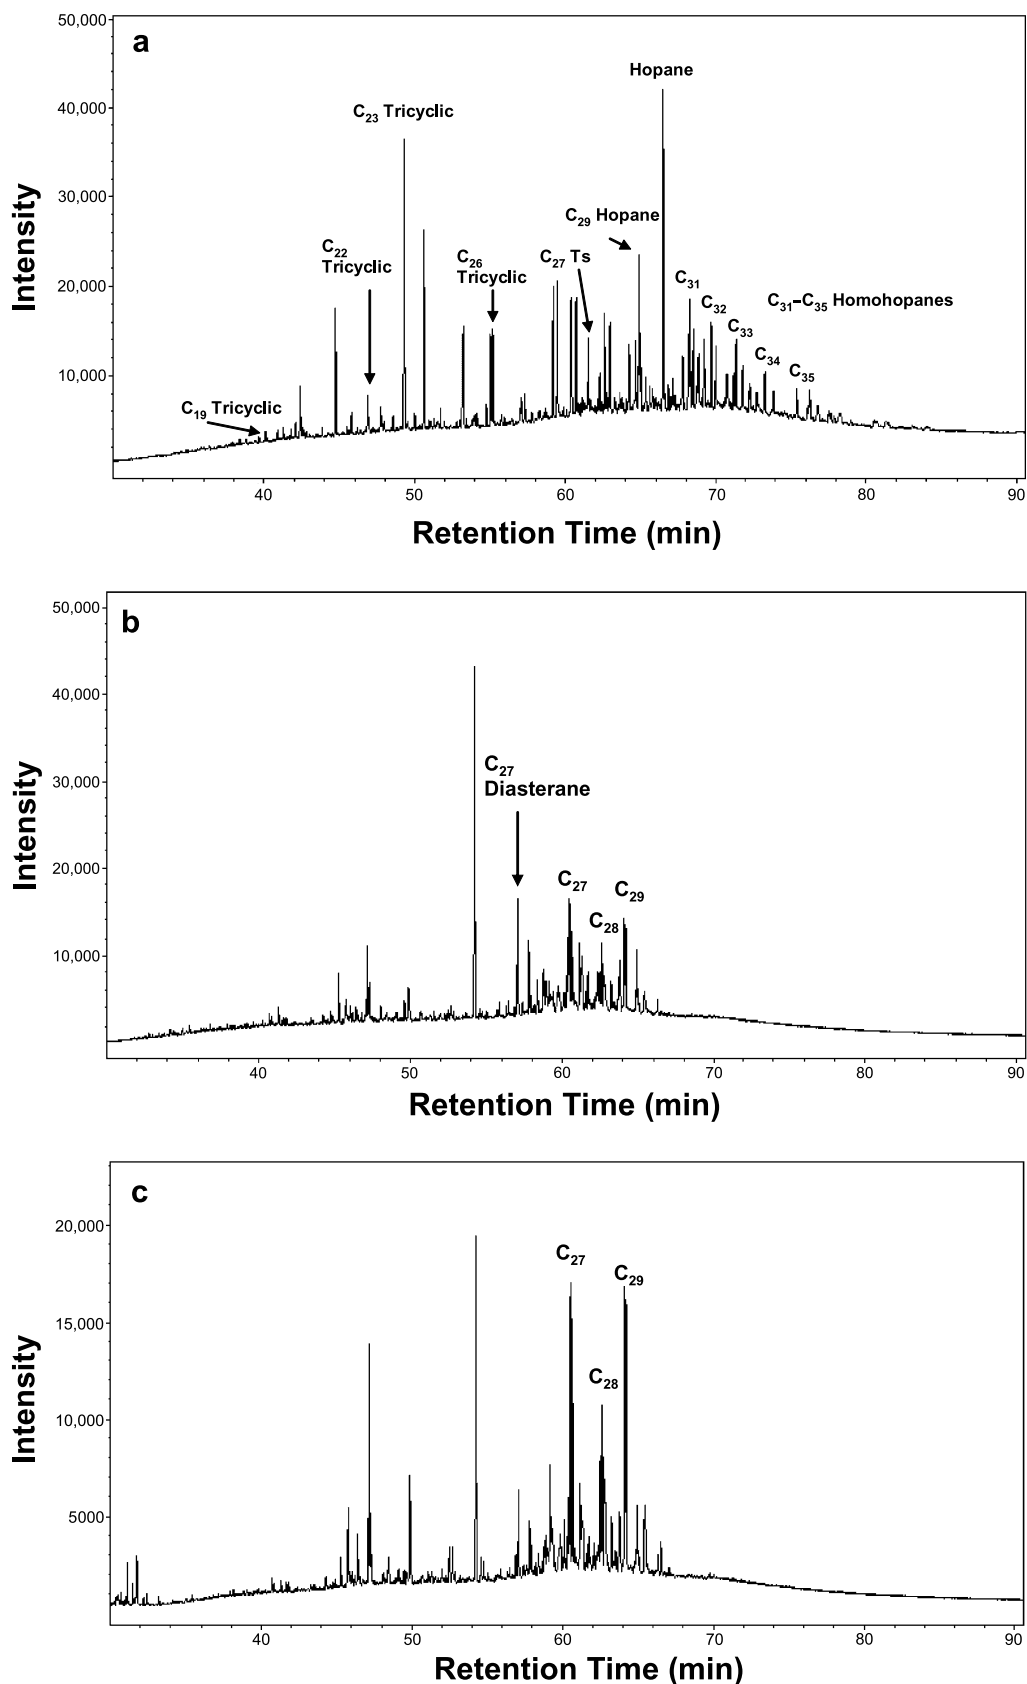 a
50,000
40,000
30,000
20,000
10,000
Intensity
Hopane
C23 Tricyclic
C29 Hopane
C22
Tricyclic
C26
Tricyclic
C27 Ts
C31
C32
C33
C34
C35
C31–C35 Homohopanes
C19 Tricyclic
40 50 60 70 80 90
Retention Time (min)
b
50,000
40,000
30,000
20,000
10,000
Intensity
C27
Diasterane
C27
C28
C29
40 50 60 70 80 90
Retention Time (min)
c
20,000
15,000
10,000
5000
Intensity
C27
C29
C28
40 50 60 70 80 90
Retention Time (min)